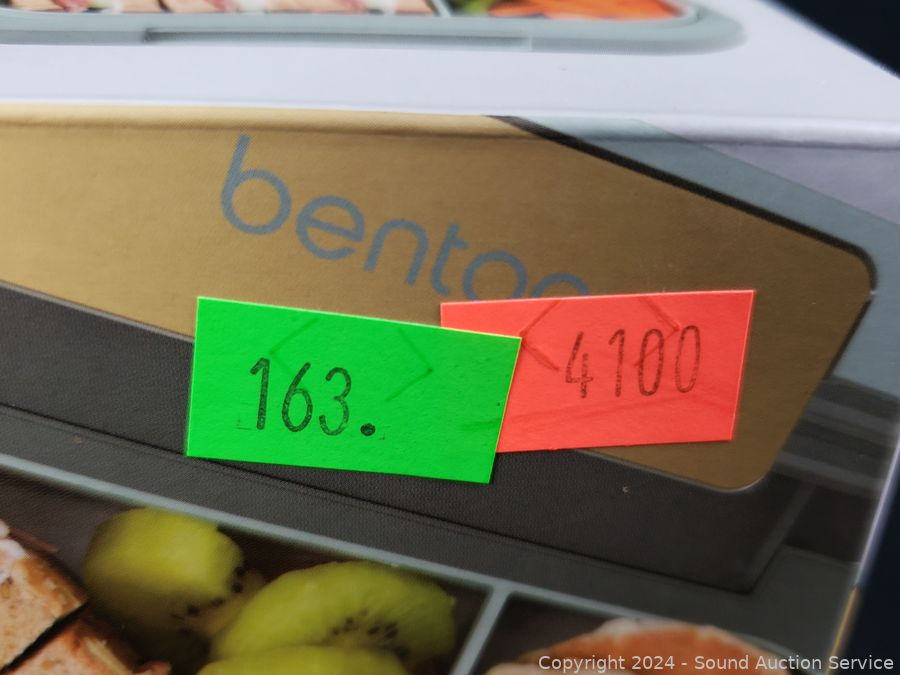 bentgo
163.
4100
Copyright 2024 - Sound Auction Service